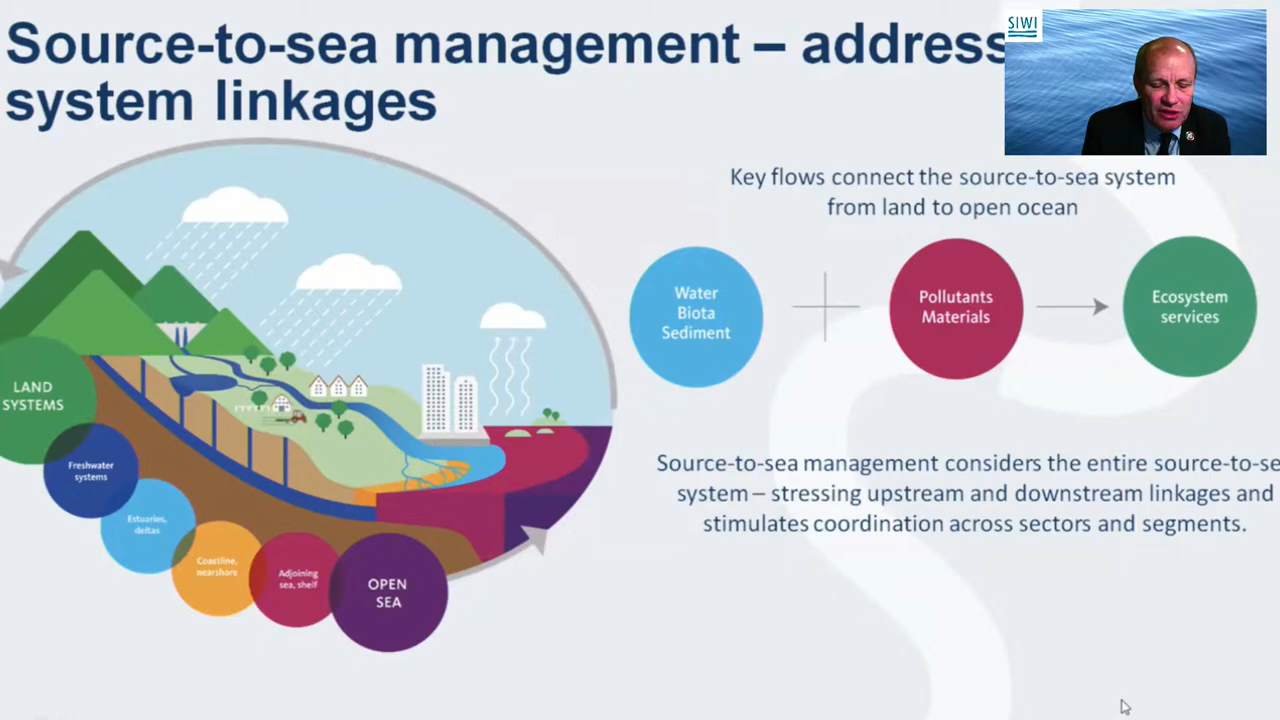 Source-to-sea management – address
system linkages
SIWI
Key flows connect the source-to-sea system
from land to open ocean
Water
Biota
Sediment
Pollutants
Materials
Ecosystem
services
LAND
SYSTEMS
Freshwater
systems
Estuaries,
deltas
Coastline,
nearshore
Adjoining
sea, shelf
OPEN
SEA
Source-to-sea management considers the entire source-to-se
system – stressing upstream and downstream linkages and
stimulates coordination across sectors and segments.